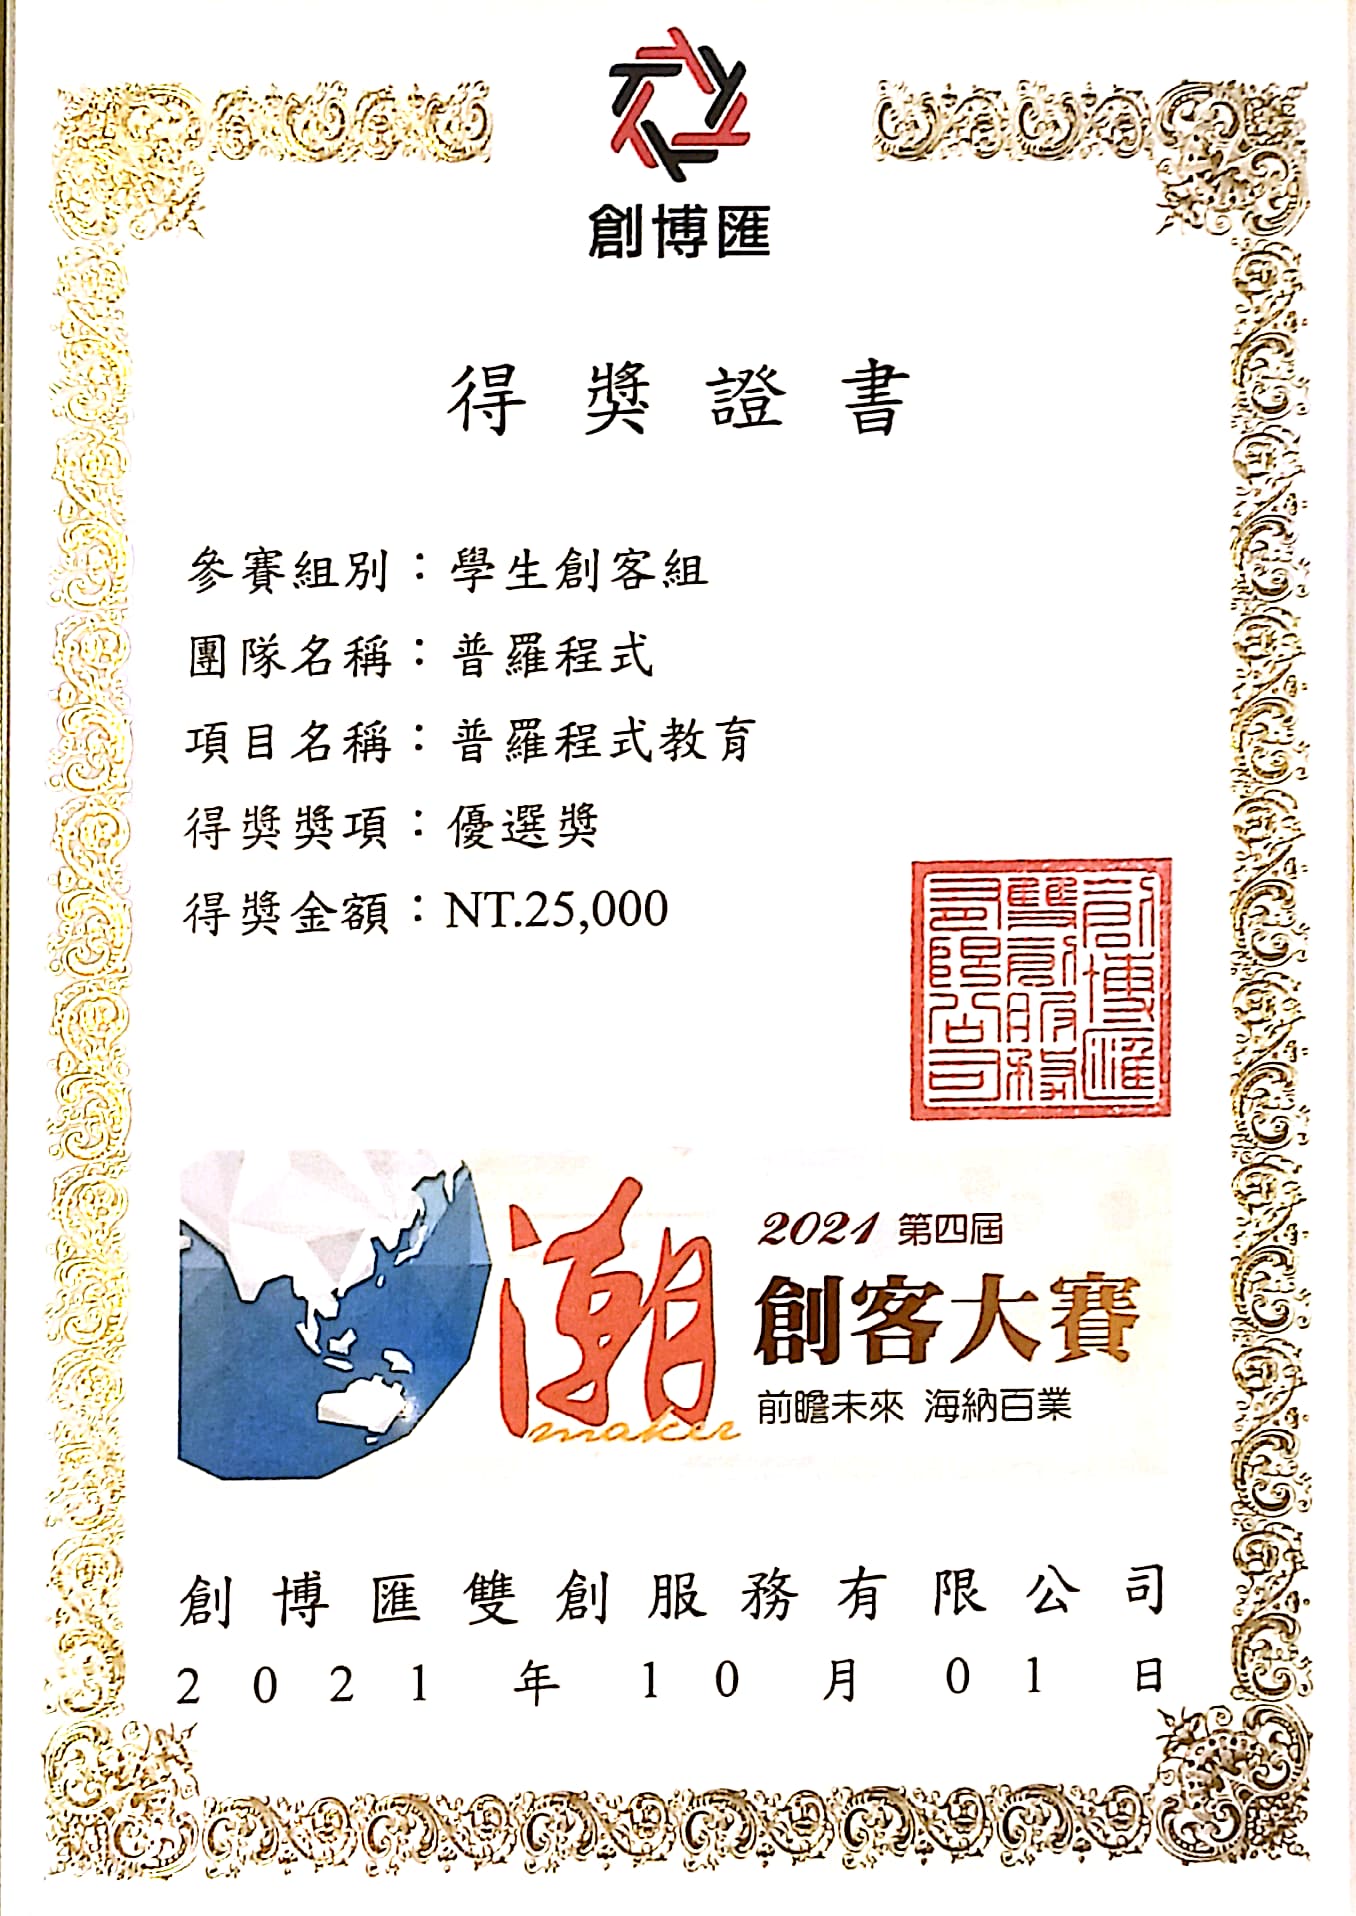 創博匯
得獎證書
參賽組別：學生創客組
團隊名稱：普羅程式
項目名稱：普羅程式教育
得獎獎項：優選獎
得獎金額：NT.25,000
創博匯
雙創服務
有限公司
潮
maker
2021 第四屆
創客大賽
前瞻未來 海納百業
創博匯雙創服務有限公司
2021年10月01日